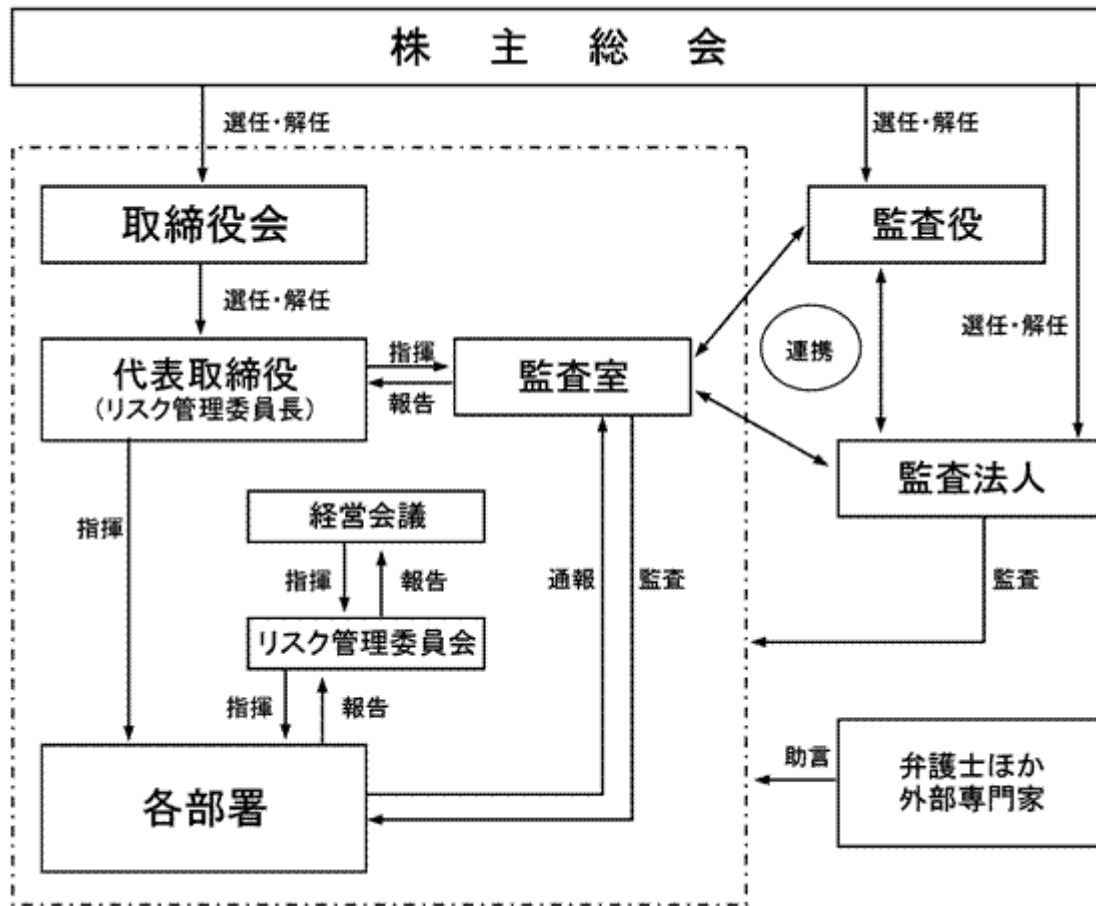 株主総会
選任・解任
選任・解任
取締役会
監査役
選任・解任
選任・解任
連携
代表取締役
(リスク管理委員長)
指揮
報告
監査室
監査法人
経営会議
指揮
指揮
報告
通報
監査
監査
リスク管理委員会
指揮
報告
各部署
助言
弁護士ほか
外部専門家